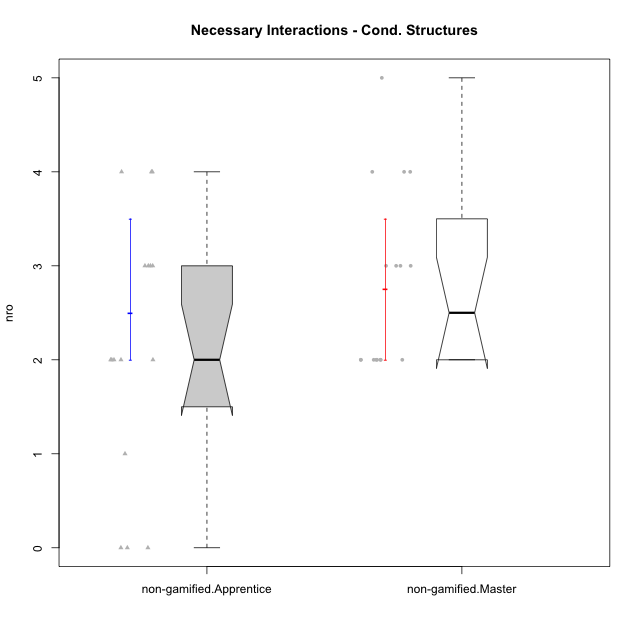 Necessary Interactions - Cond. Structures
nro
5
4
3
2
1
0
non-gamified.Apprentice
non-gamified.Master